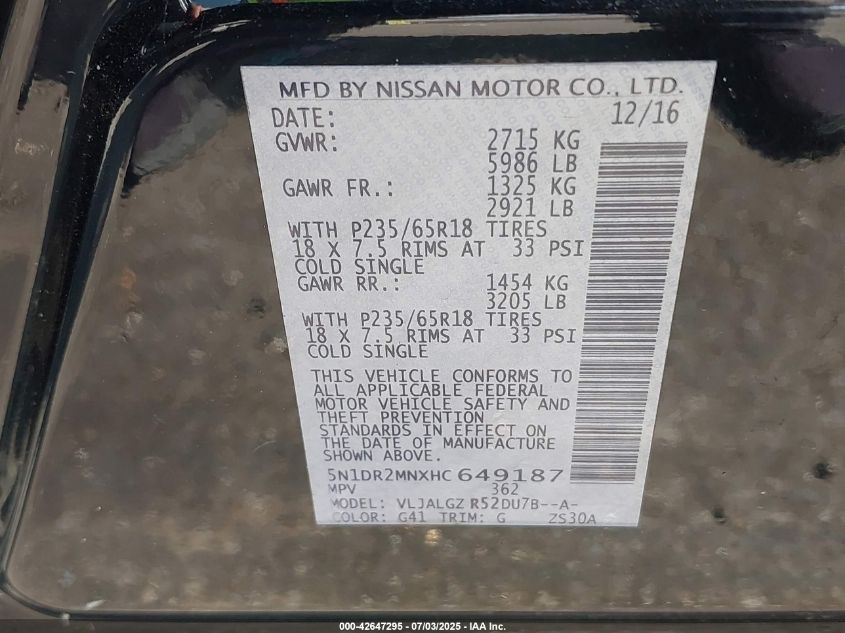 MFD BY NISSAN MOTOR CO., LTD.
DATE: 12/16
GVWR: 2715 KG
5986 LB
GAWR FR.: 1325 KG
2921 LB
WITH P235/65R18 TIRES
18 X 7.5 RIMS AT 33 PSI
COLD SINGLE
GAWR RR.: 1454 KG
3205 LB
WITH P235/65R18 TIRES
18 X 7.5 RIMS AT 33 PSI
COLD SINGLE
THIS VEHICLE CONFORMS TO
ALL APPLICABLE FEDERAL
MOTOR VEHICLE SAFETY AND
THEFT PREVENTION
STANDARDS IN EFFECT ON
THE DATE OF MANUFACTURE
SHOWN ABOVE.
5N1DR2MNXHC 649187
MPV 362
MODEL: VLJALGZ R52DU7B--A-
COLOR: G41 TRIM: G ZS30A
000-42647295 - 07/03/2025 - IAA Inc.